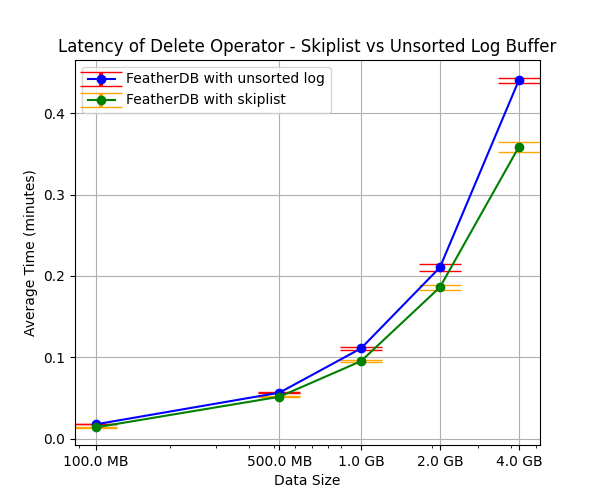 Latency of Delete Operator - Skiplist vs Unsorted Log Buffer
FeatherDB with unsorted log
FeatherDB with skiplist
Average Time (minutes)
0.4
0.3
0.2
0.1
0.0
100.0 MB
500.0 MB
1.0 GB
2.0 GB
4.0 GB
Data Size